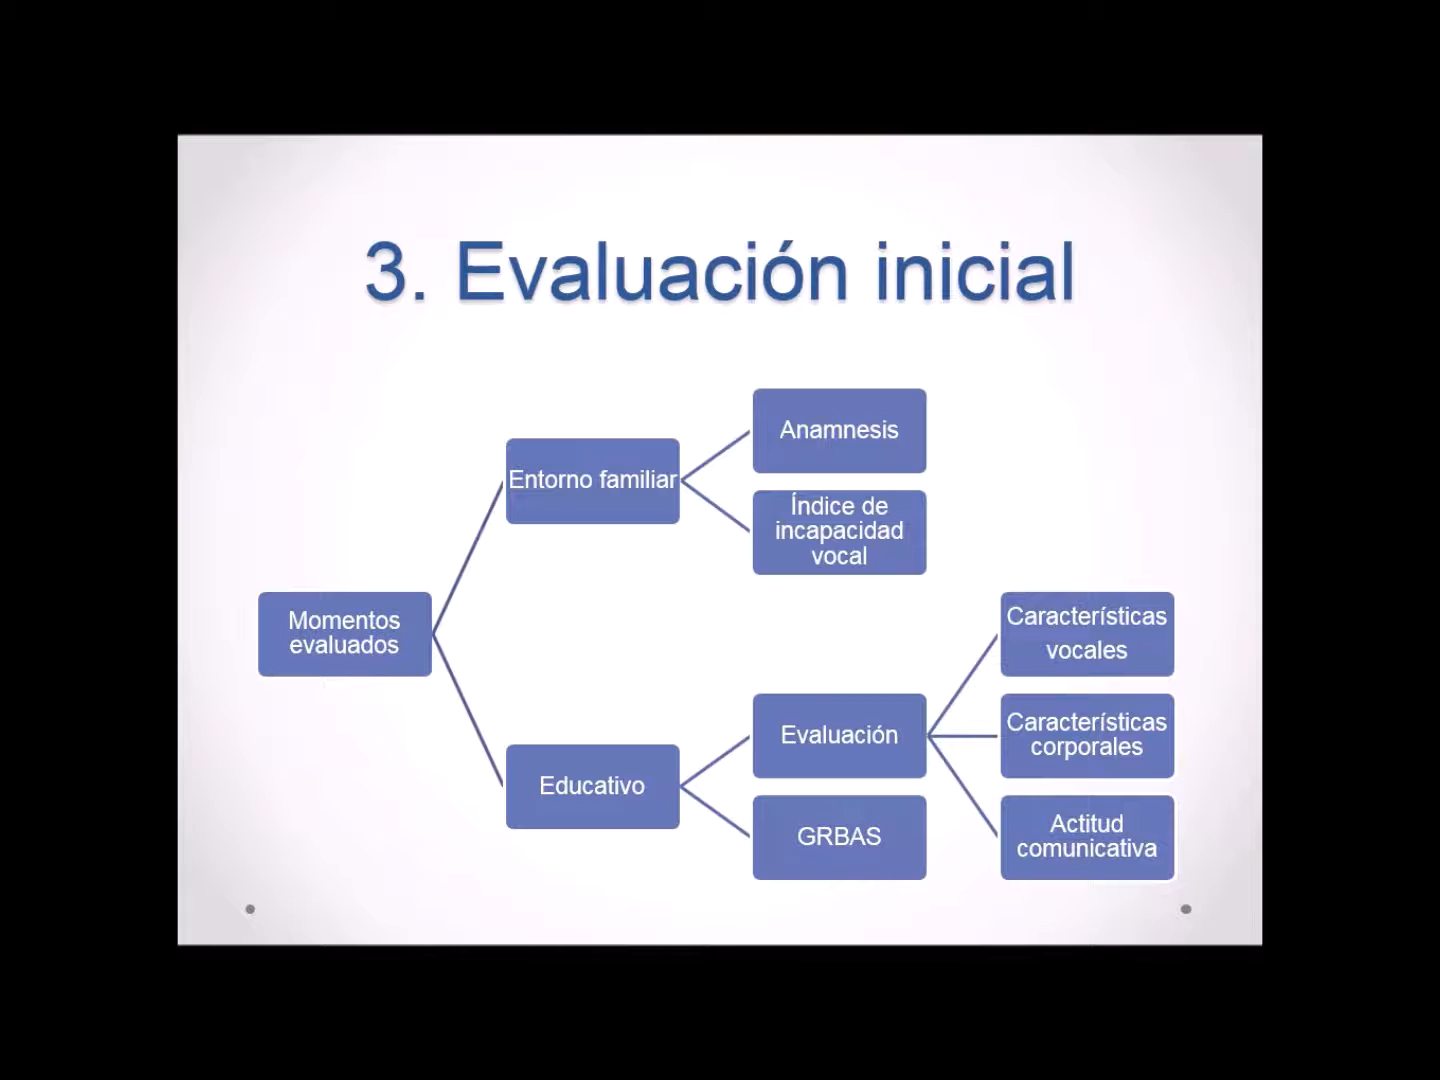 3. Evaluación inicial
Anamnesis
Entorno familiar
Índice de
incapacidad
vocal
Momentos
evaluados
Características
vocales
Evaluación
Características
corporales
Educativo
GRBAS
Actitud
comunicativa